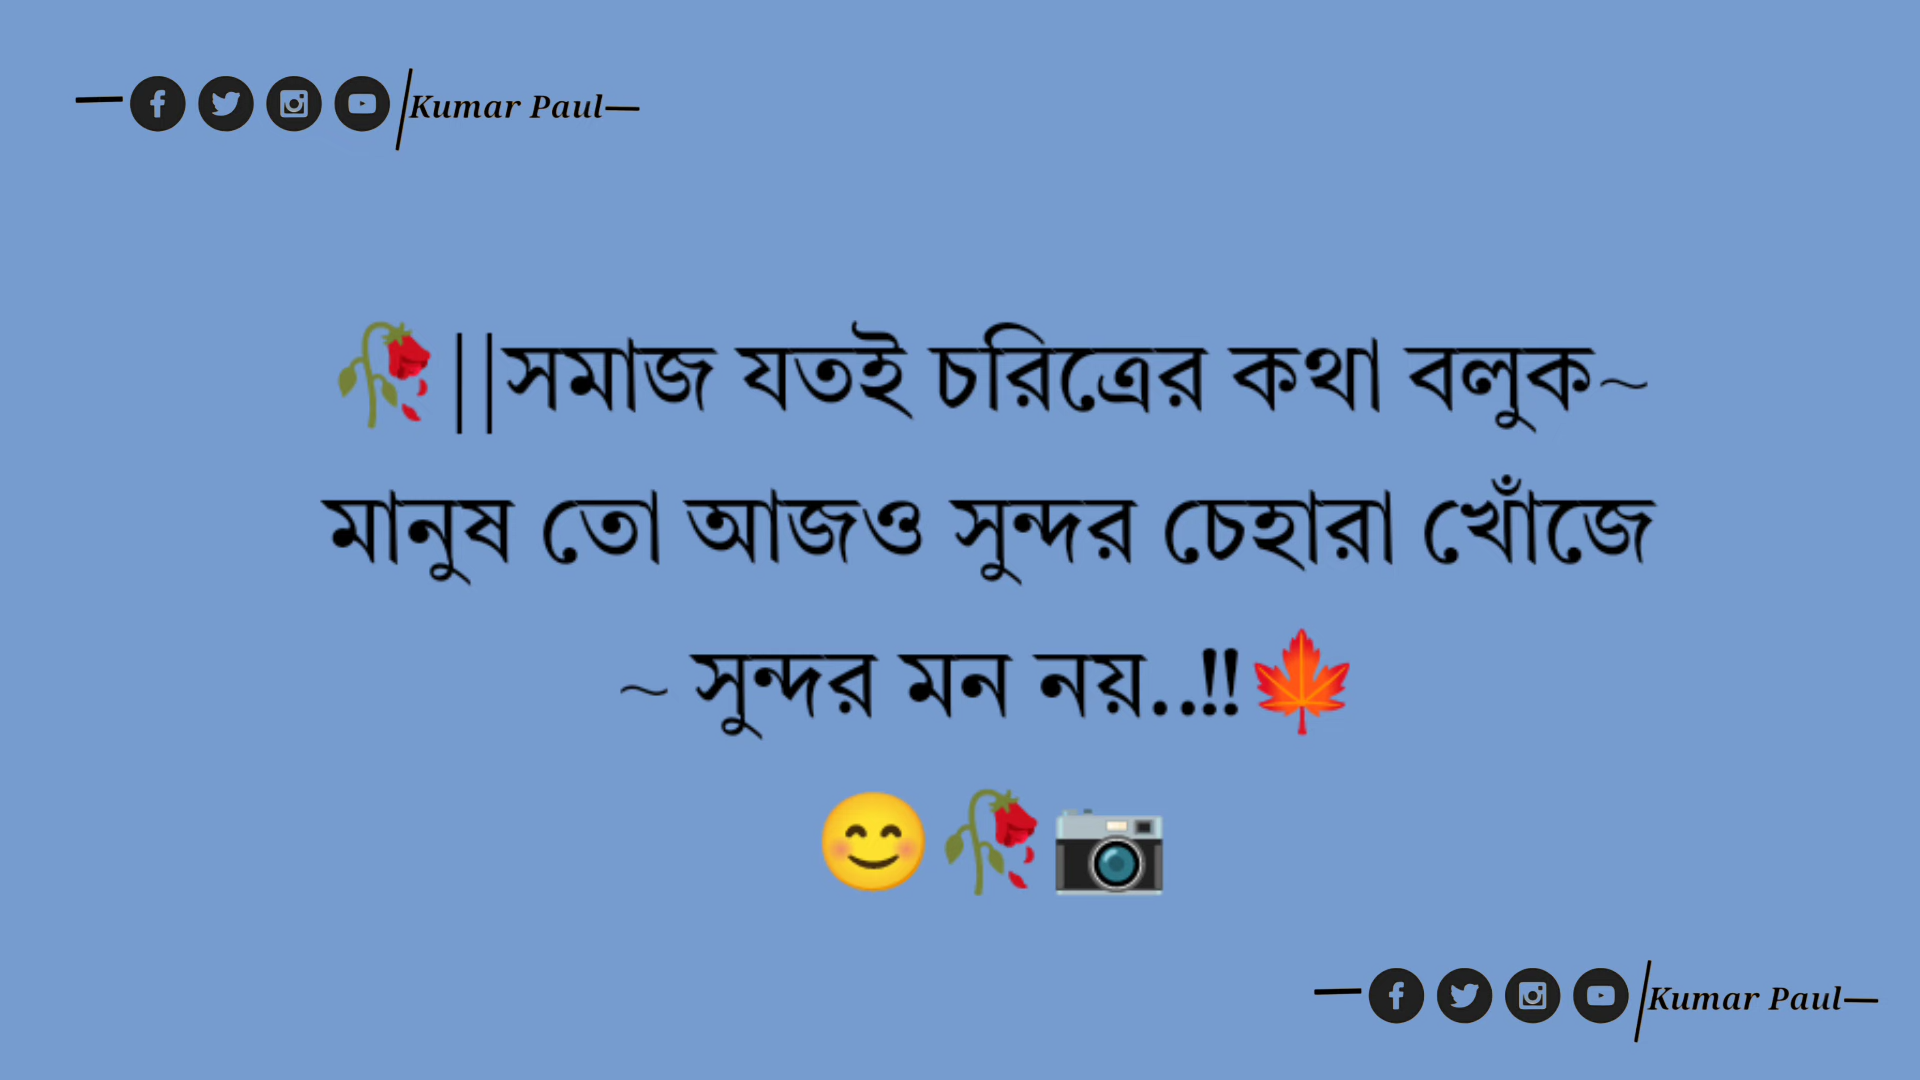 Kumar Paul
🥀||সমাজ যতই চরিত্রের কথা বলুক~
মানুষ তো আজও সুন্দর চেহারা খোঁজে
~ সুন্দর মন নয়..!!🍁
😊🥀📷
Kumar Paul